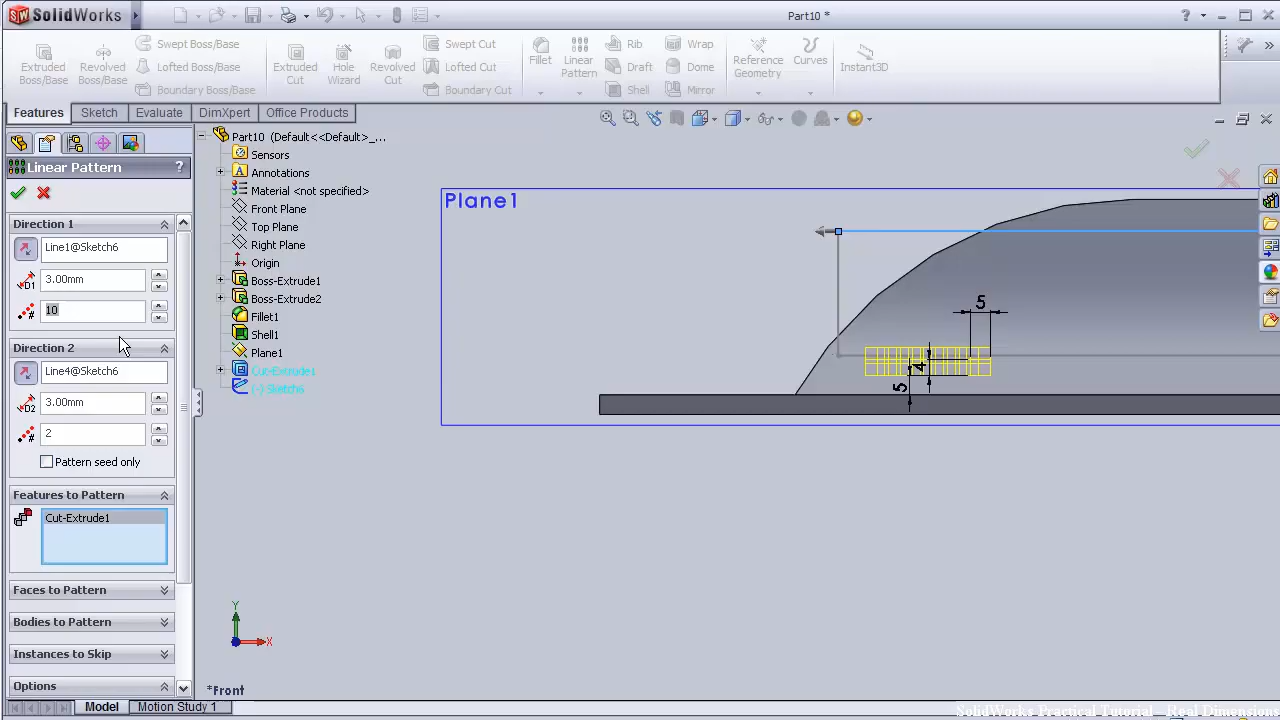 SW SolidWorks
Part10 *
?
Extruded Boss/Base
Revolved Boss/Base
Swept Boss/Base
Lofted Boss/Base
Boundary Boss/Base
Extruded Cut
Hole Wizard
Revolved Cut
Swept Cut
Lofted Cut
Boundary Cut
Fillet
Linear Pattern
Rib
Draft
Shell
Wrap
Dome
Mirror
Reference Geometry
Curves
Instant3D
Features
Sketch
Evaluate
DimXpert
Office Products
Linear Pattern
?
Direction 1
Line1@Sketch6
D1
3.00mm
10
Direction 2
Line4@Sketch6
D2
3.00mm
2
Pattern seed only
Features to Pattern
Cut-Extrude1
Faces to Pattern
Bodies to Pattern
Instances to Skip
Options
Part10 (Default<<Default>_...
Sensors
A Annotations
Material <not specified>
Front Plane
Top Plane
Right Plane
Origin
Boss-Extrude1
Boss-Extrude2
Fillet1
Shell1
Plane1
Cut-Extrude1
(-) Sketch6
Plane1
5
4
5
Y
X
*Front
Model
Motion Study 1
SolidWorks Practical Tutorial - Real Dimensions